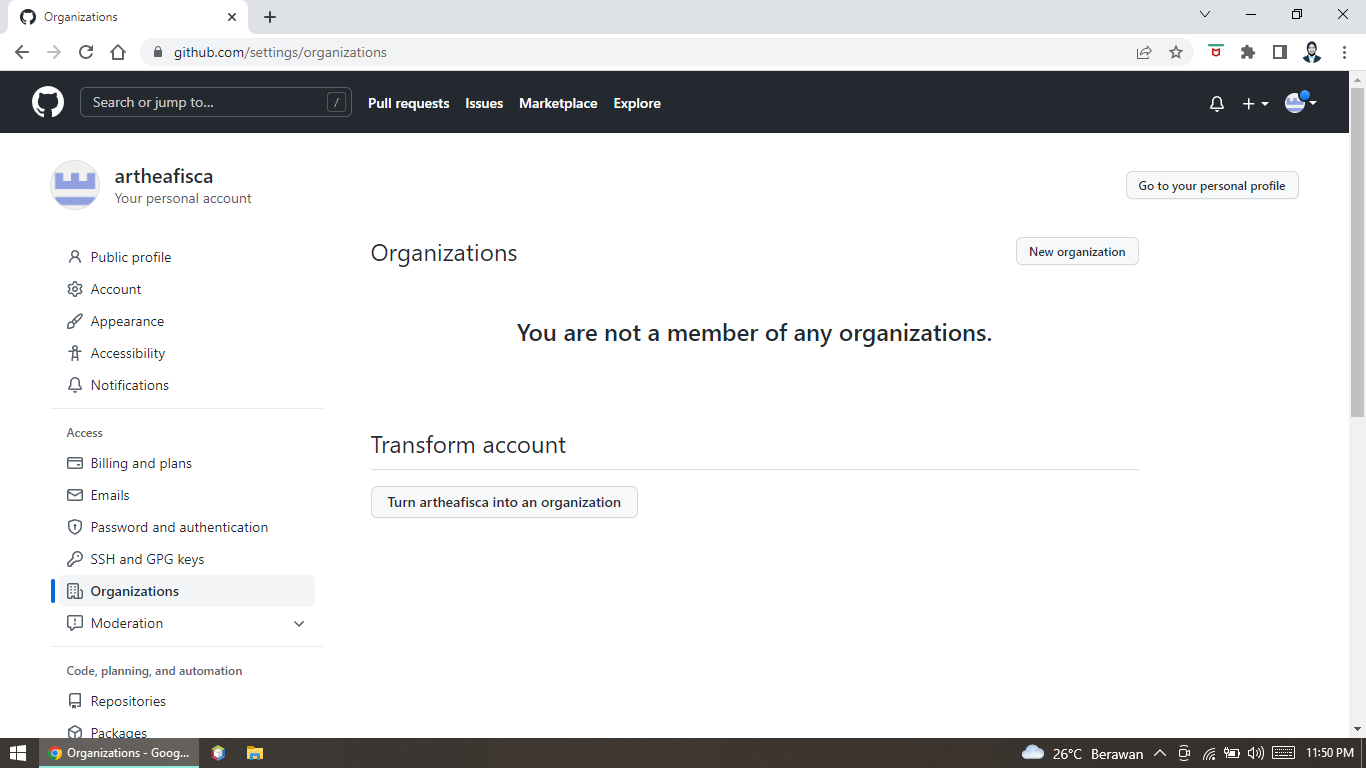 Organizations
github.com/settings/organizations
Search or jump to...
/
Pull requests
Issues
Marketplace
Explore
artheafisca
Your personal account
Go to your personal profile
Public profile
Account
Appearance
Accessibility
Notifications
Access
Billing and plans
Emails
Password and authentication
SSH and GPG keys
Organizations
Moderation
Code, planning, and automation
Repositories
Packages
Organizations
New organization
You are not a member of any organizations.
Transform account
Turn artheafisca into an organization
Organizations - Goog...
26°C Berawan
11:50 PM